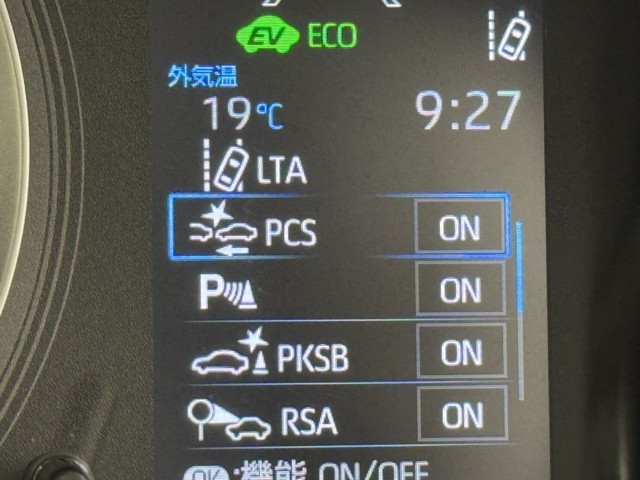 EV ECO
外気温
19℃ 9:27
LTA
PCS ON
P ON
PKSB ON
RSA ON
OK:機能 ON/OFF